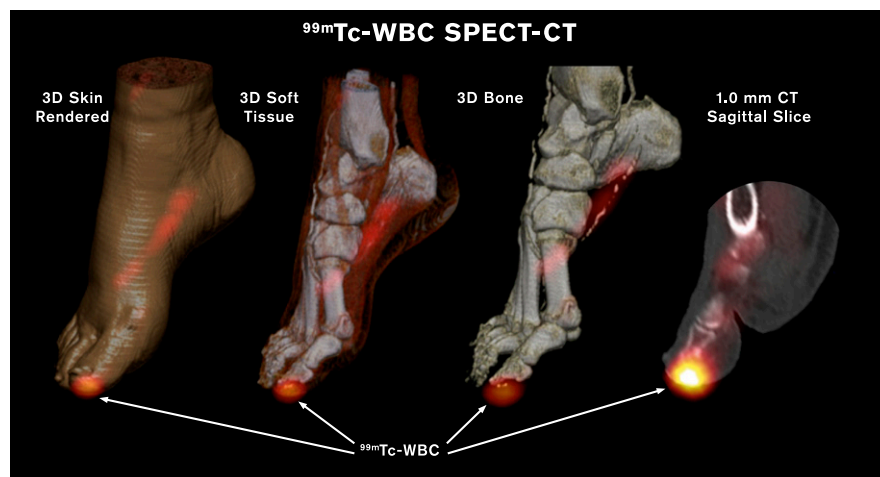 ⁹⁹ᵐTc-WBC SPECT-CT
3D Skin
Rendered
3D Soft
Tissue
3D Bone
1.0 mm CT
Sagittal Slice
⁹⁹ᵐTc-WBC